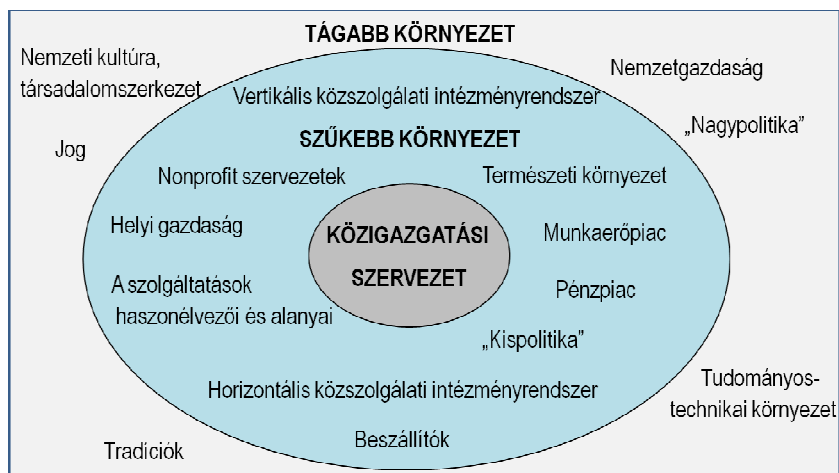 TÁGABB KÖRNYEZET
Nemzeti kultúra,
társadalomszerkezet
Nemzetgazdaság
Vertikális közszolgálati intézményrendszer
„Nagypolitika”
SZŰKEBB KÖRNYEZET
Jog
Nonprofit szervezetek
Természeti környezet
Helyi gazdaság
KÖZIGAZGATÁSI
SZERVEZET
Munkaerőpiac
A szolgáltatások
haszonélvezői és alanyai
Pénzpiac
„Kispolitika”
Horizontális közszolgálati intézményrendszer
Tudományos-
technikai környezet
Beszállítók
Tradíciók